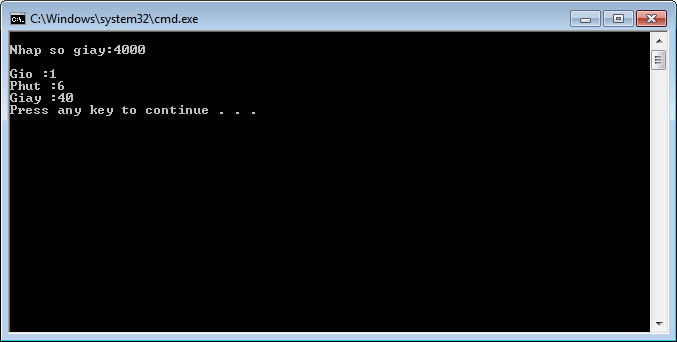 C:\Windows\system32\cmd.exe
Nhap so giay:4000
Gio :1
Phut :6
Giay :40
Press any key to continue . . .